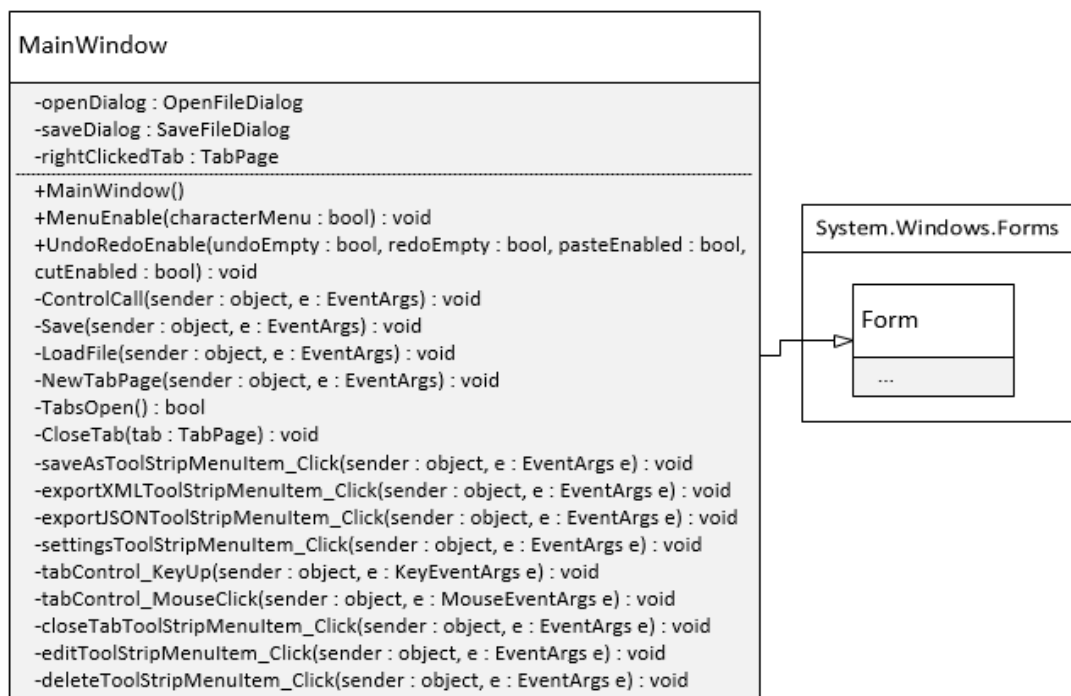 MainWindow
-openDialog : OpenFileDialog
-saveDialog : SaveFileDialog
-rightClickedTab : TabPage
+MainWindow()
+MenuEnable(characterMenu : bool) : void
+UndoRedoEnable(undoEmpty : bool, redoEmpty : bool, pasteEnabled : bool,
cutEnabled : bool) : void
-ControlCall(sender : object, e : EventArgs) : void
-Save(sender : object, e : EventArgs) : void
-LoadFile(sender : object, e : EventArgs) : void
-NewTabPage(sender : object, e : EventArgs) : void
-TabsOpen() : bool
-CloseTab(tab : TabPage) : void
-saveAsToolStripMenuItem_Click(sender : object, e : EventArgs e) : void
-exportXMLToolStripMenuItem_Click(sender : object, e : EventArgs e) : void
-exportJSONToolStripMenuItem_Click(sender : object, e : EventArgs e) : void
-settingsToolStripMenuItem_Click(sender : object, e : EventArgs e) : void
-tabControl_KeyUp(sender : object, e : KeyEventArgs e) : void
-tabControl_MouseClick(sender : object, e : MouseEventArgs e) : void
-closeTabToolStripMenuItem_Click(sender : object, e : EventArgs e) : void
-editToolStripMenuItem_Click(sender : object, e : EventArgs e) : void
-deleteToolStripMenuItem_Click(sender : object, e : EventArgs e) : void
System.Windows.Forms
Form
...